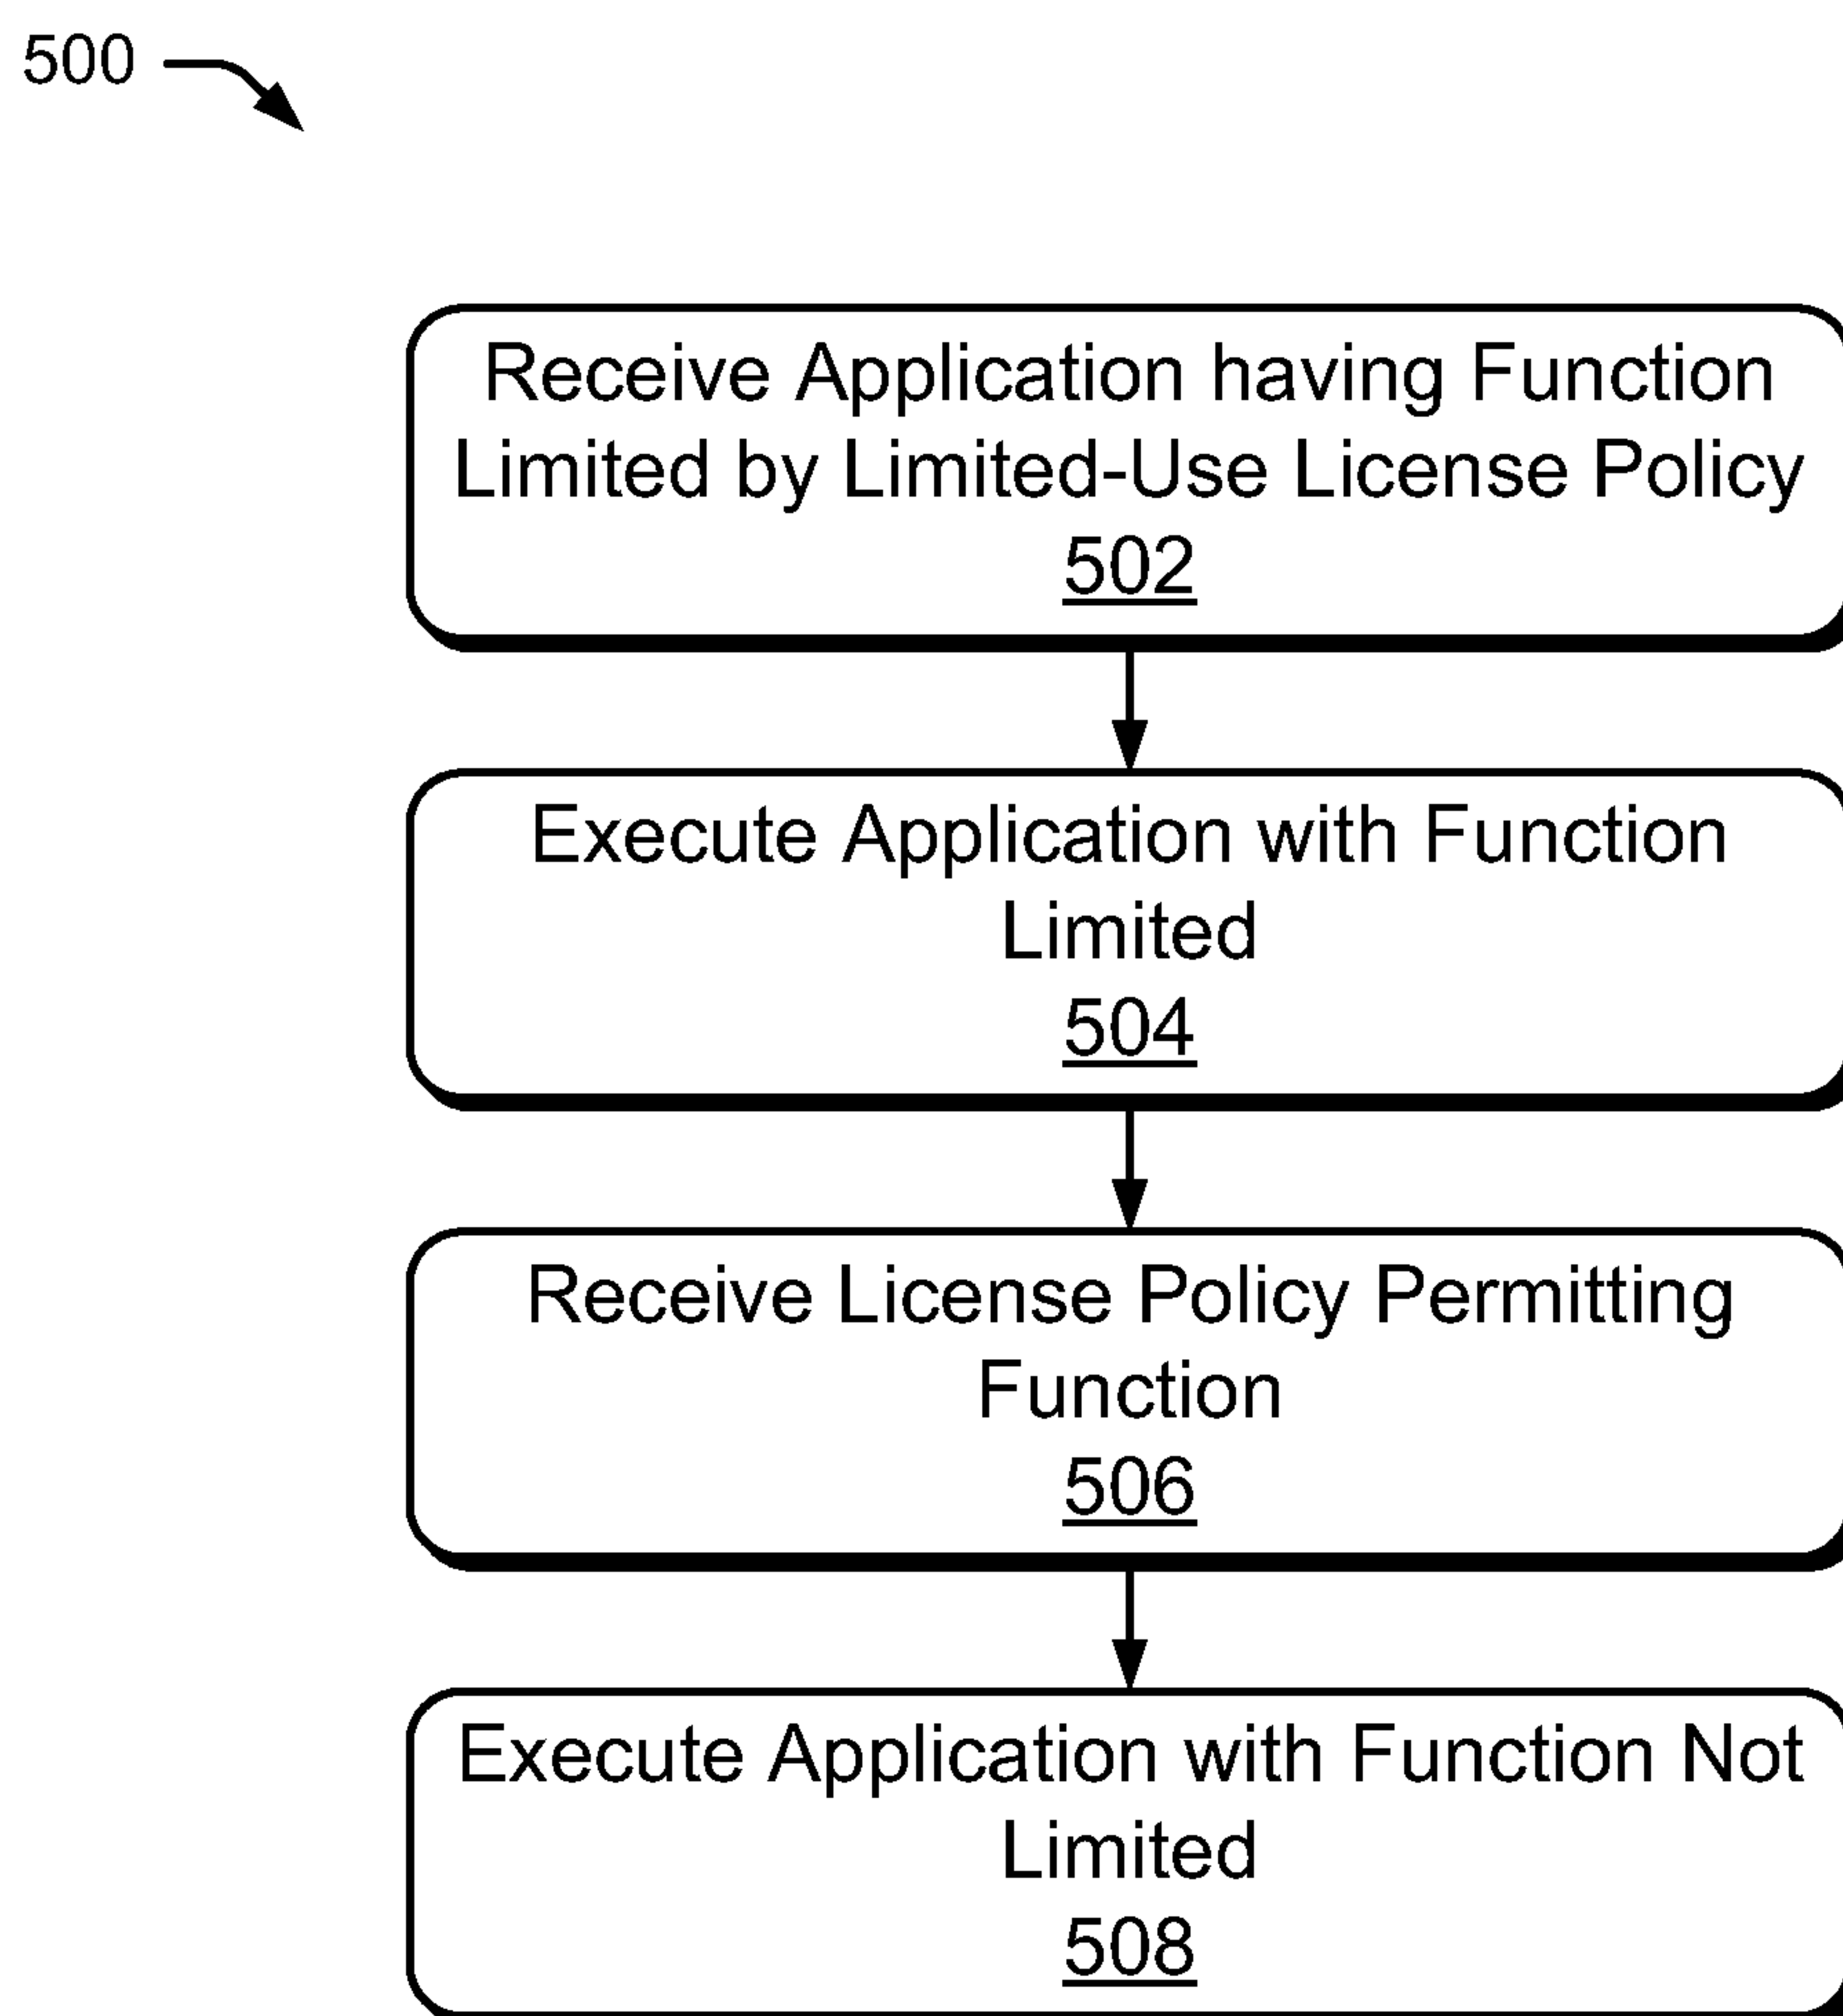 500
Receive Application having Function
Limited by Limited-Use License Policy
502
Execute Application with Function
Limited
504
Receive License Policy Permitting
Function
506
Execute Application with Function Not
Limited
508